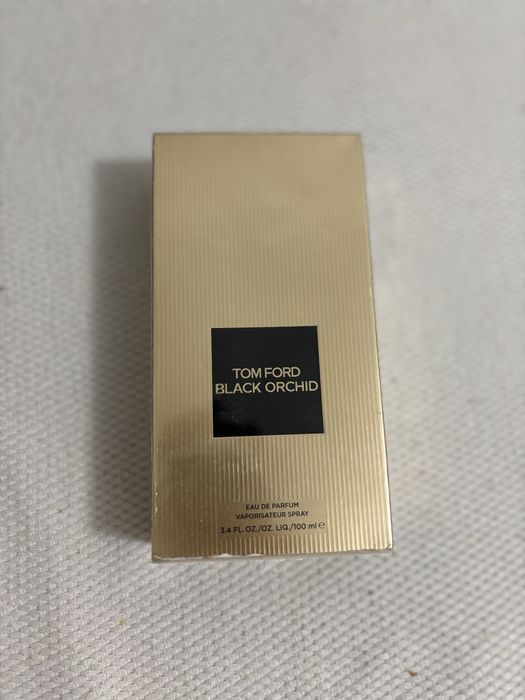 TOM FORD
BLACK ORCHID
EAU DE PARFUM
VAPORISATEUR SPRAY
3.4 FL.OZ./OZ. LIQ./100 ml ℮